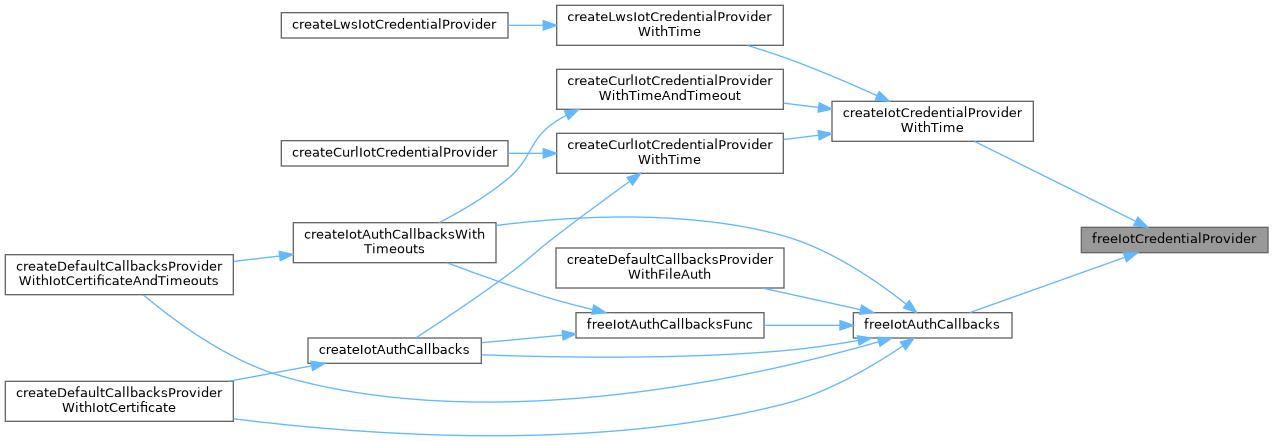 createLwsIotCredentialProvider
createLwsIotCredentialProvider
WithTime
createCurlIotCredentialProvider
WithTimeAndTimeout
createIotCredentialProvider
WithTime
createCurlIotCredentialProvider
createCurlIotCredentialProvider
WithTime
createIotAuthCallbacksWith
Timeouts
freeIotCredentialProvider
createDefaultCallbacksProvider
WithIotCertificateAndTimeouts
createDefaultCallbacksProvider
WithFileAuth
freeIotAuthCallbacksFunc
freeIotAuthCallbacks
createIotAuthCallbacks
createDefaultCallbacksProvider
WithIotCertificate